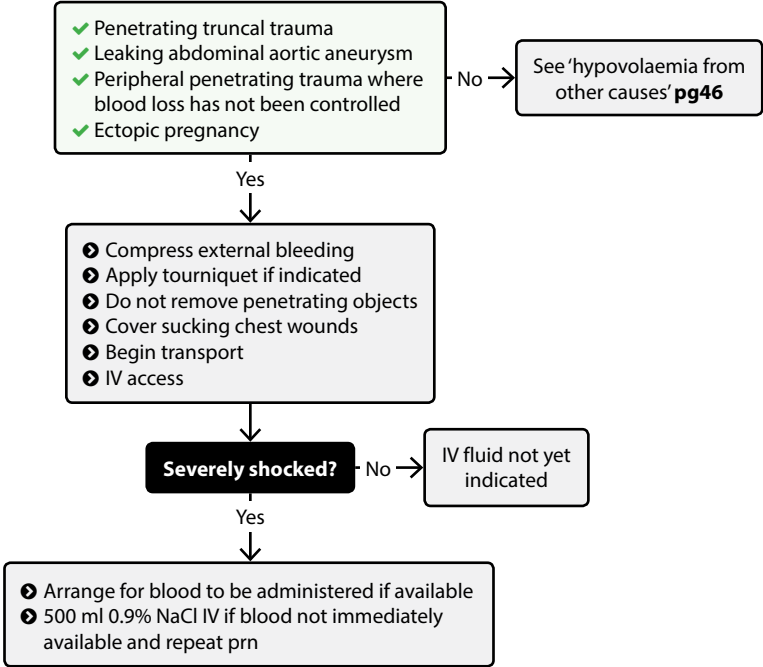 Penetrating truncal trauma
Leaking abdominal aortic aneurysm
Peripheral penetrating trauma where
blood loss has not been controlled
Ectopic pregnancy
No
See ‘hypovolaemia from
other causes’ pg46
Yes
Compress external bleeding
Apply tourniquet if indicated
Do not remove penetrating objects
Cover sucking chest wounds
Begin transport
IV access
Severely shocked?
No
IV fluid not yet
indicated
Yes
Arrange for blood to be administered if available
500 ml 0.9% NaCl IV if blood not immediately
available and repeat prn